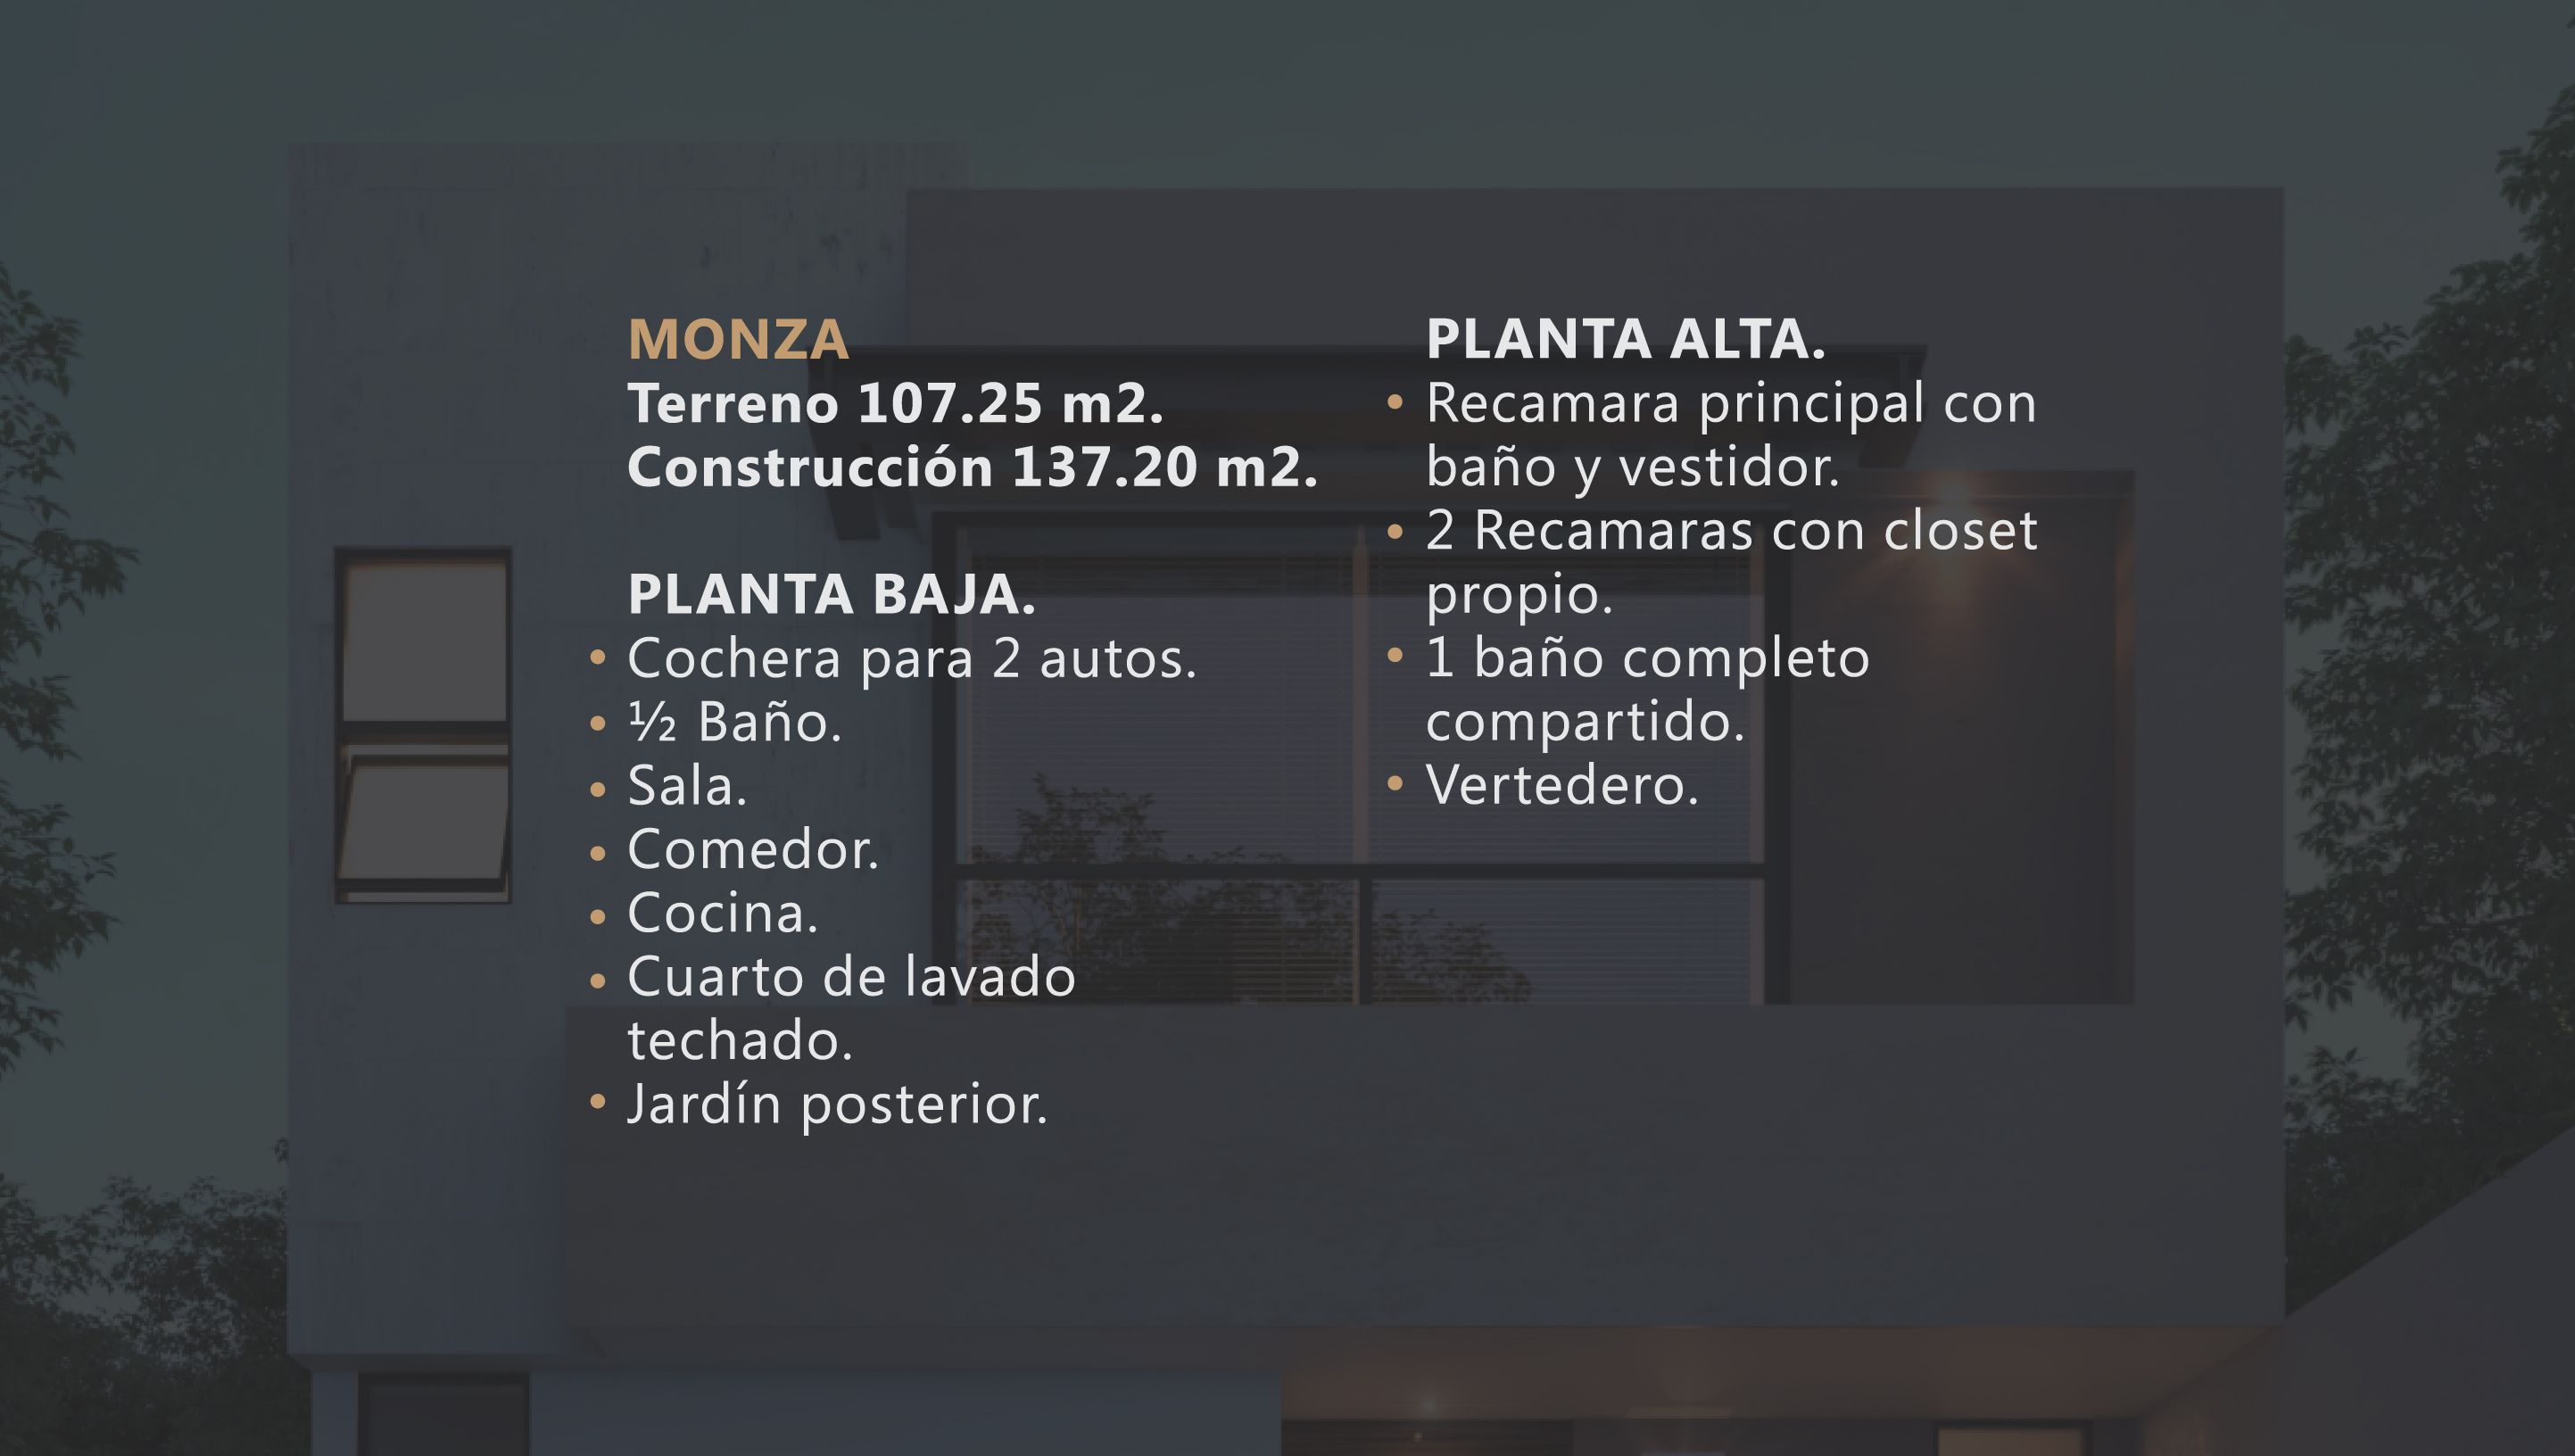 MONZA
Terreno 107.25 m2.
Construcción 137.20 m2.
PLANTA BAJA.
• Cochera para 2 autos.
• ½ Baño.
• Sala.
• Comedor.
• Cocina.
• Cuarto de lavado
techado.
• Jardín posterior.
PLANTA ALTA.
• Recamara principal con
baño y vestidor.
• 2 Recamaras con closet
propio.
• 1 baño completo
compartido.
• Vertedero.